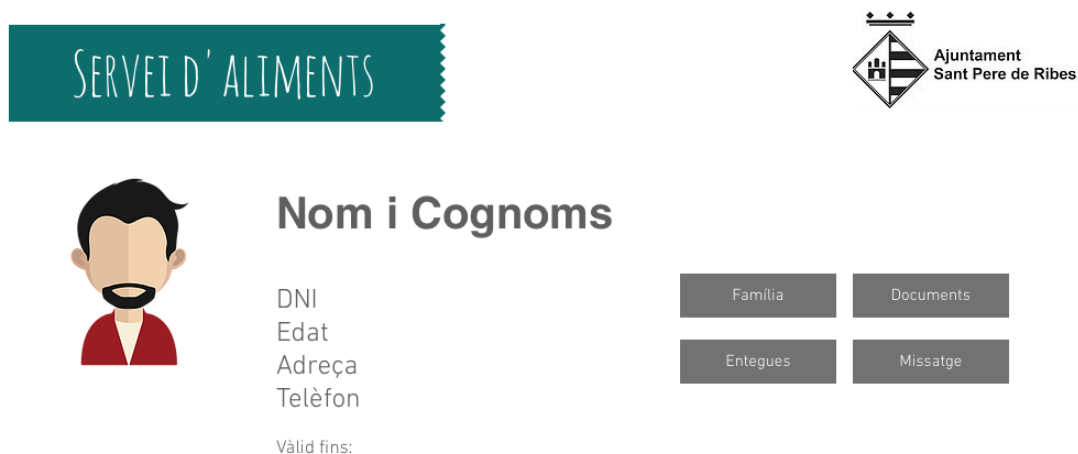 SERVEI D' ALIMENTS
Ajuntament
Sant Pere de Ribes
Nom i Cognoms
DNI
Edat
Adreça
Telèfon
Vàlid fins:
Família
Documents
Entegues
Missatge